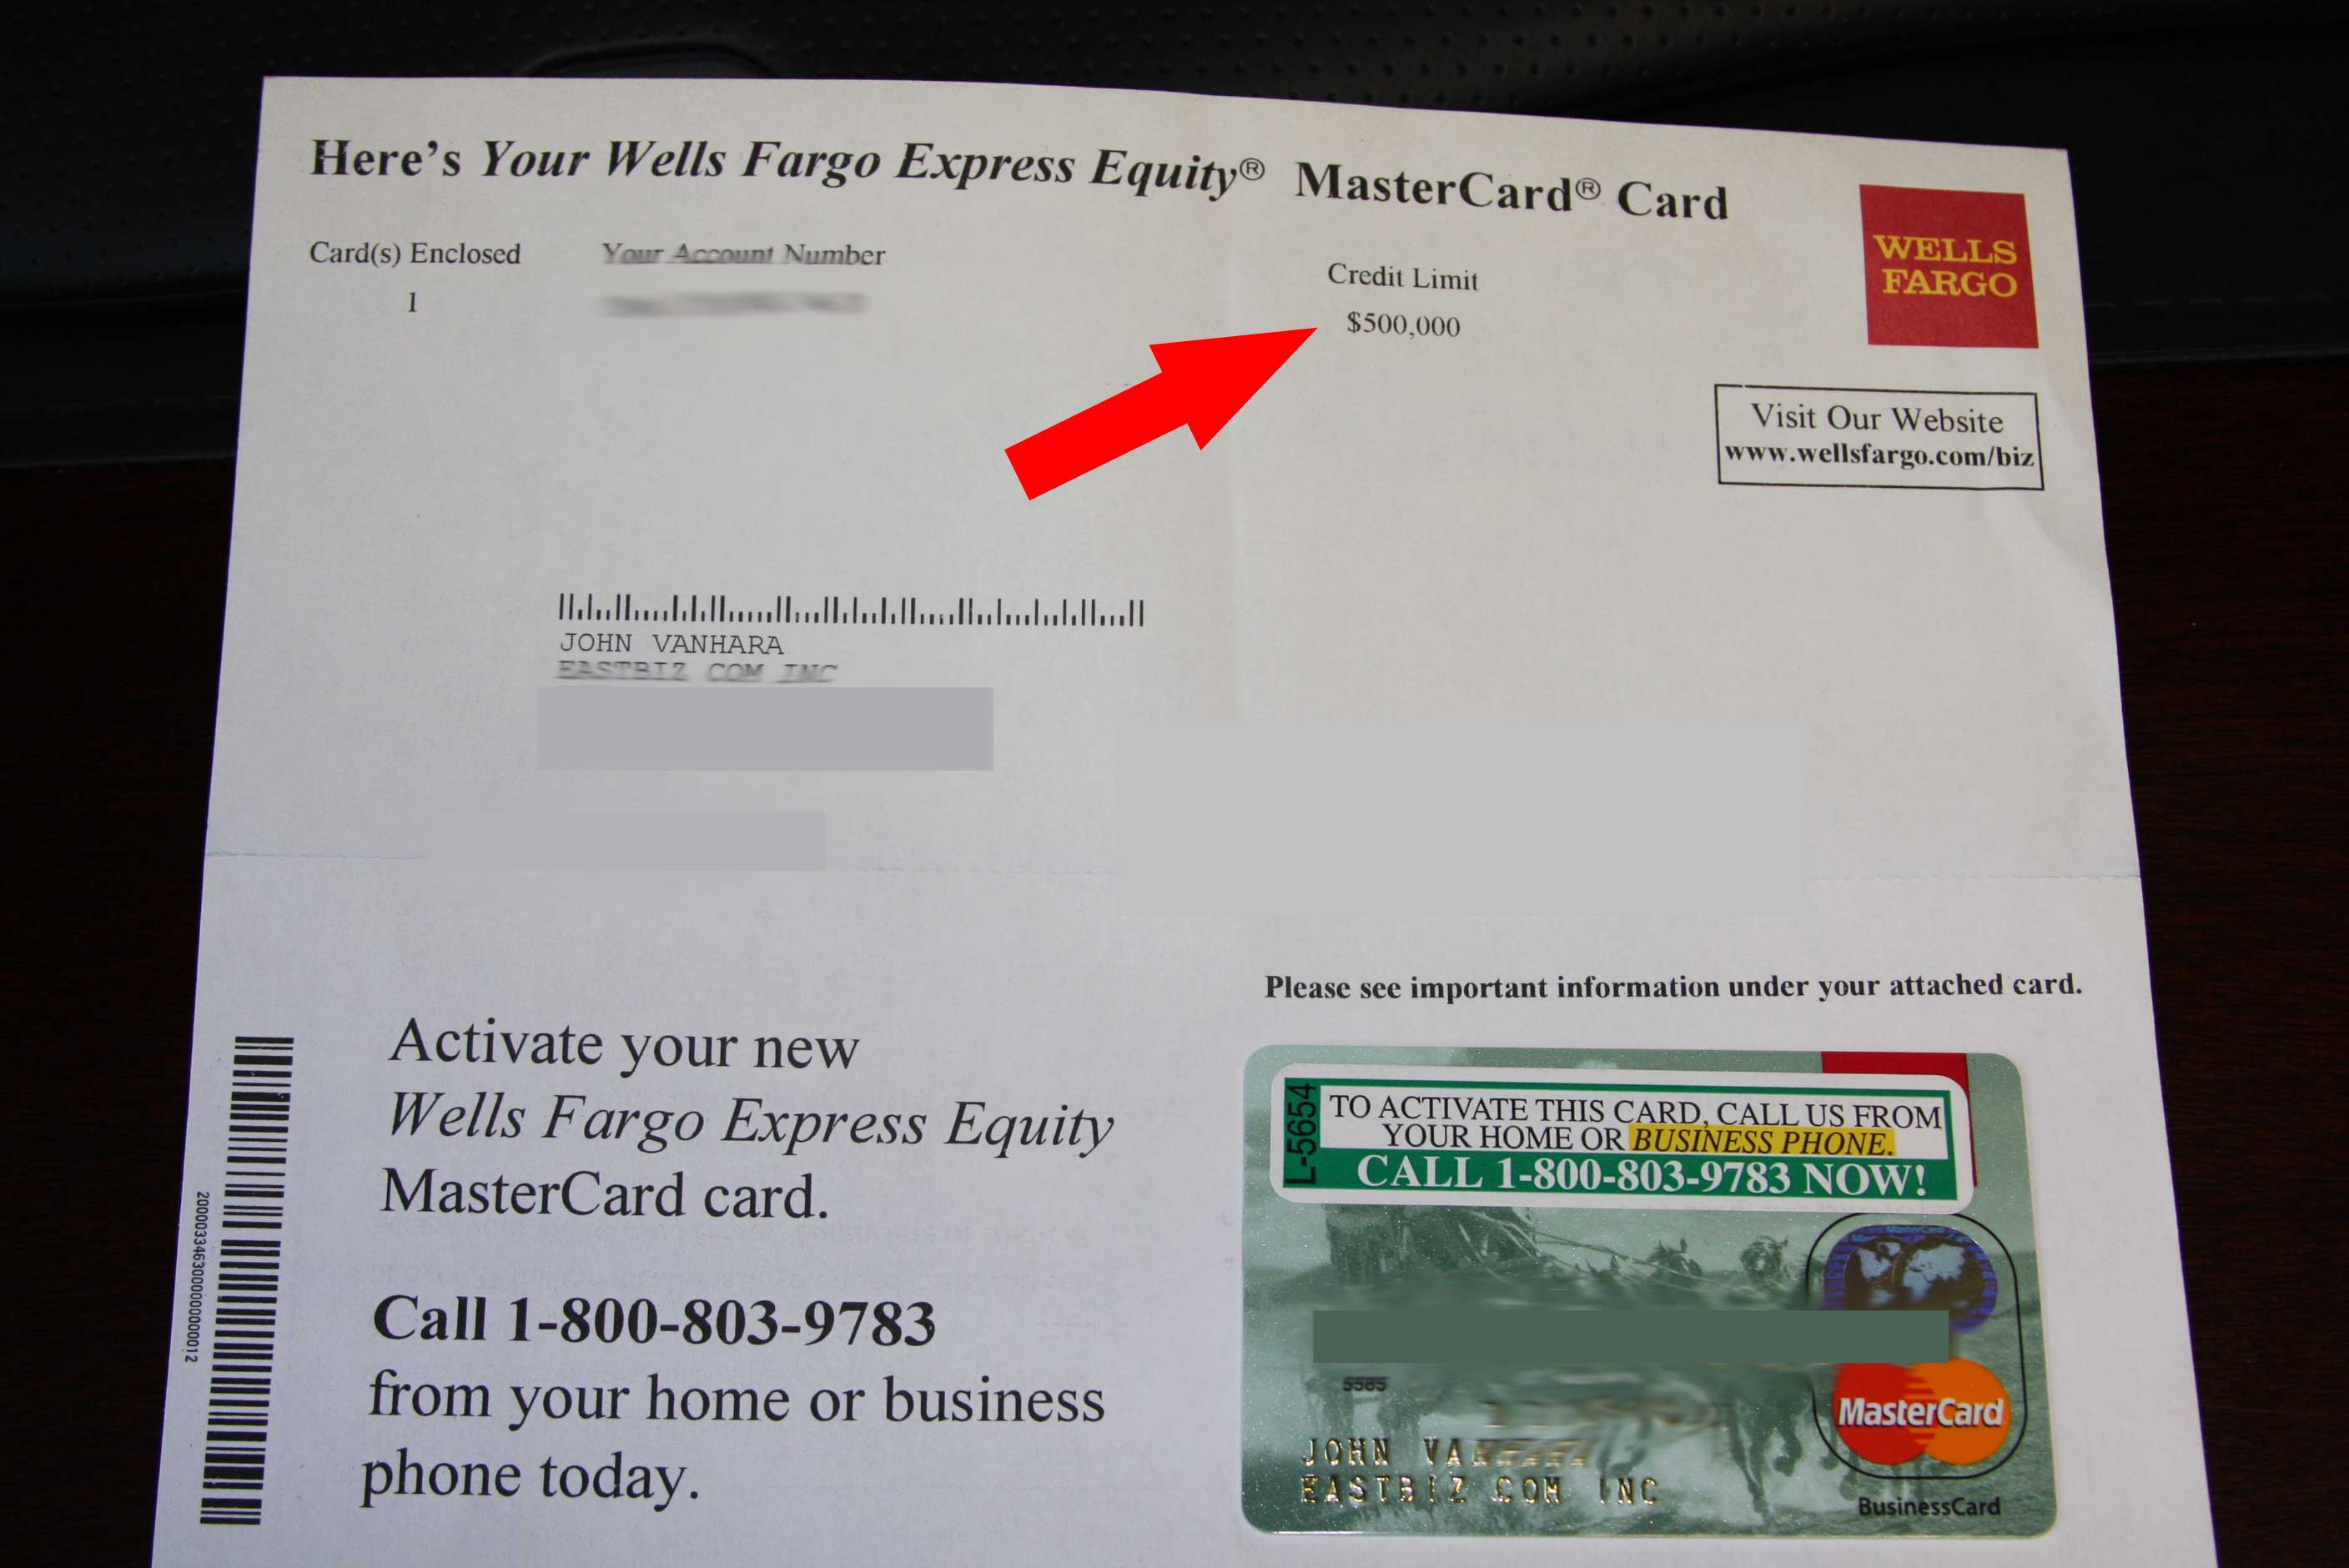 Here's Your Wells Fargo Express Equity® MasterCard® Card
WELLS
FARGO
Card(s) Enclosed
Your Account Number
Credit Limit
1
$500,000
Visit Our Website
www.wellsfargo.com/biz
JOHN VANHARA
EASTBIZ COM INC
Please see important information under your attached card.
Activate your new
Wells Fargo Express Equity
MasterCard card.
Call 1-800-803-9783
from your home or business
phone today.
20000334630000000000012
L-5654
TO ACTIVATE THIS CARD, CALL US FROM
YOUR HOME OR BUSINESS PHONE.
CALL 1-800-803-9783 NOW!
5585
MasterCard
JOHN VANHARA
EASTBIZ COM INC
BusinessCard